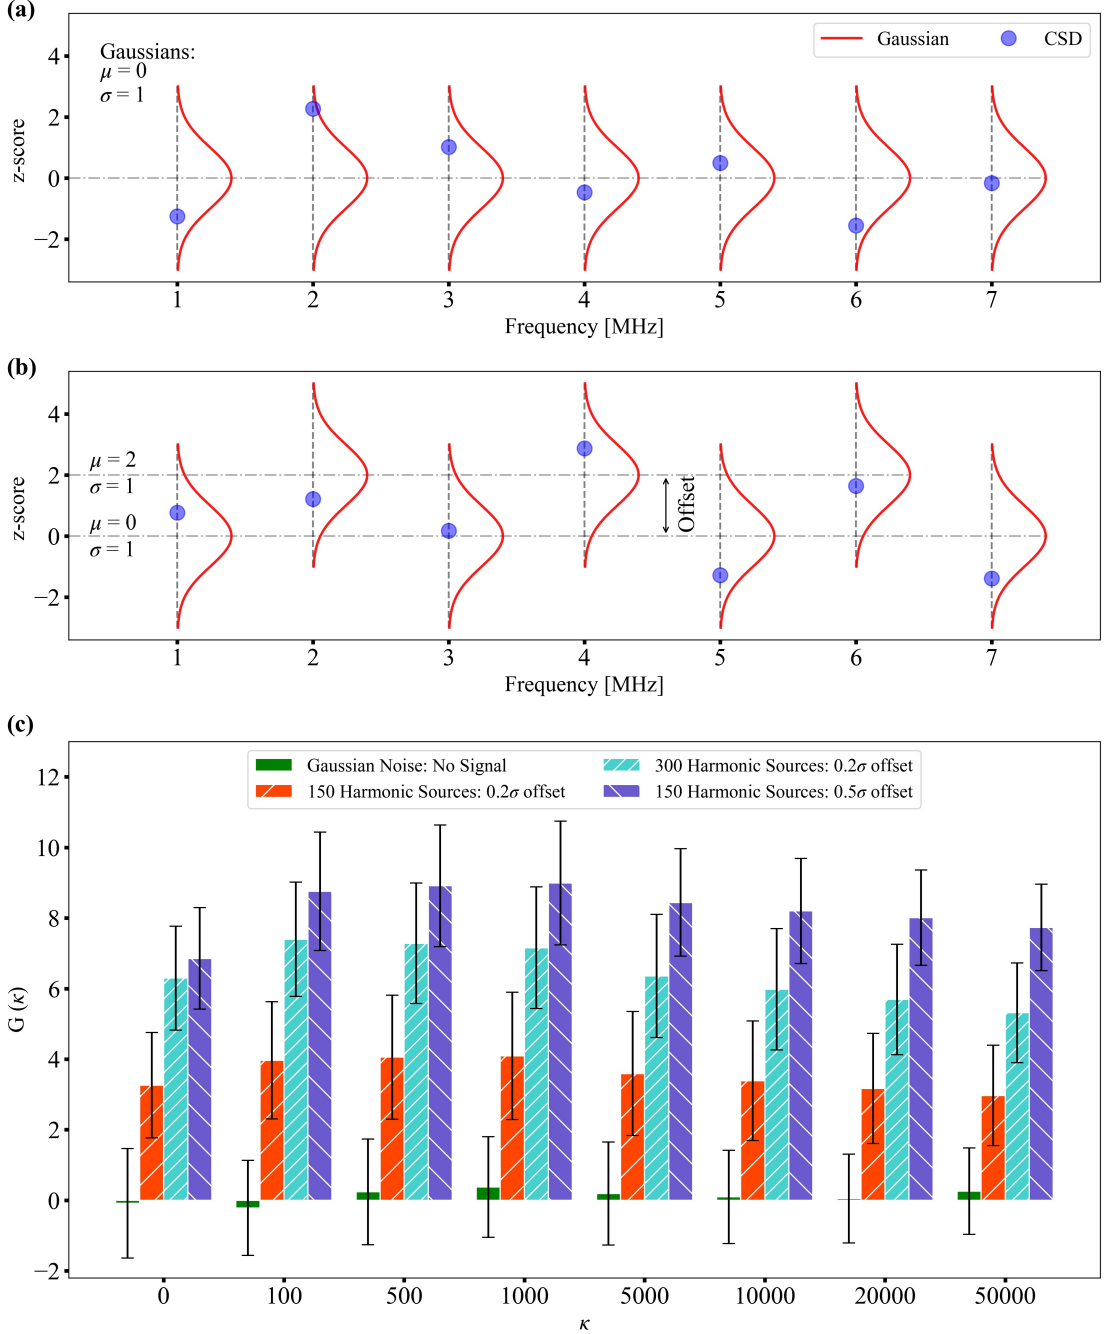 (a)
Gaussians:
μ = 0
σ = 1
Gaussian
CSD
4
2
0
−2
z-score
1 2 3 4 5 6 7
Frequency [MHz]
(b)
μ = 2
σ = 1
μ = 0
σ = 1
Offset
4
2
0
−2
z-score
1 2 3 4 5 6 7
Frequency [MHz]
(c)
Gaussian Noise: No Signal
150 Harmonic Sources: 0.2σ offset
300 Harmonic Sources: 0.2σ offset
150 Harmonic Sources: 0.5σ offset
12
10
8
6
4
2
0
−2
G (κ)
0 100 500 1000 5000 10000 20000 50000
κ